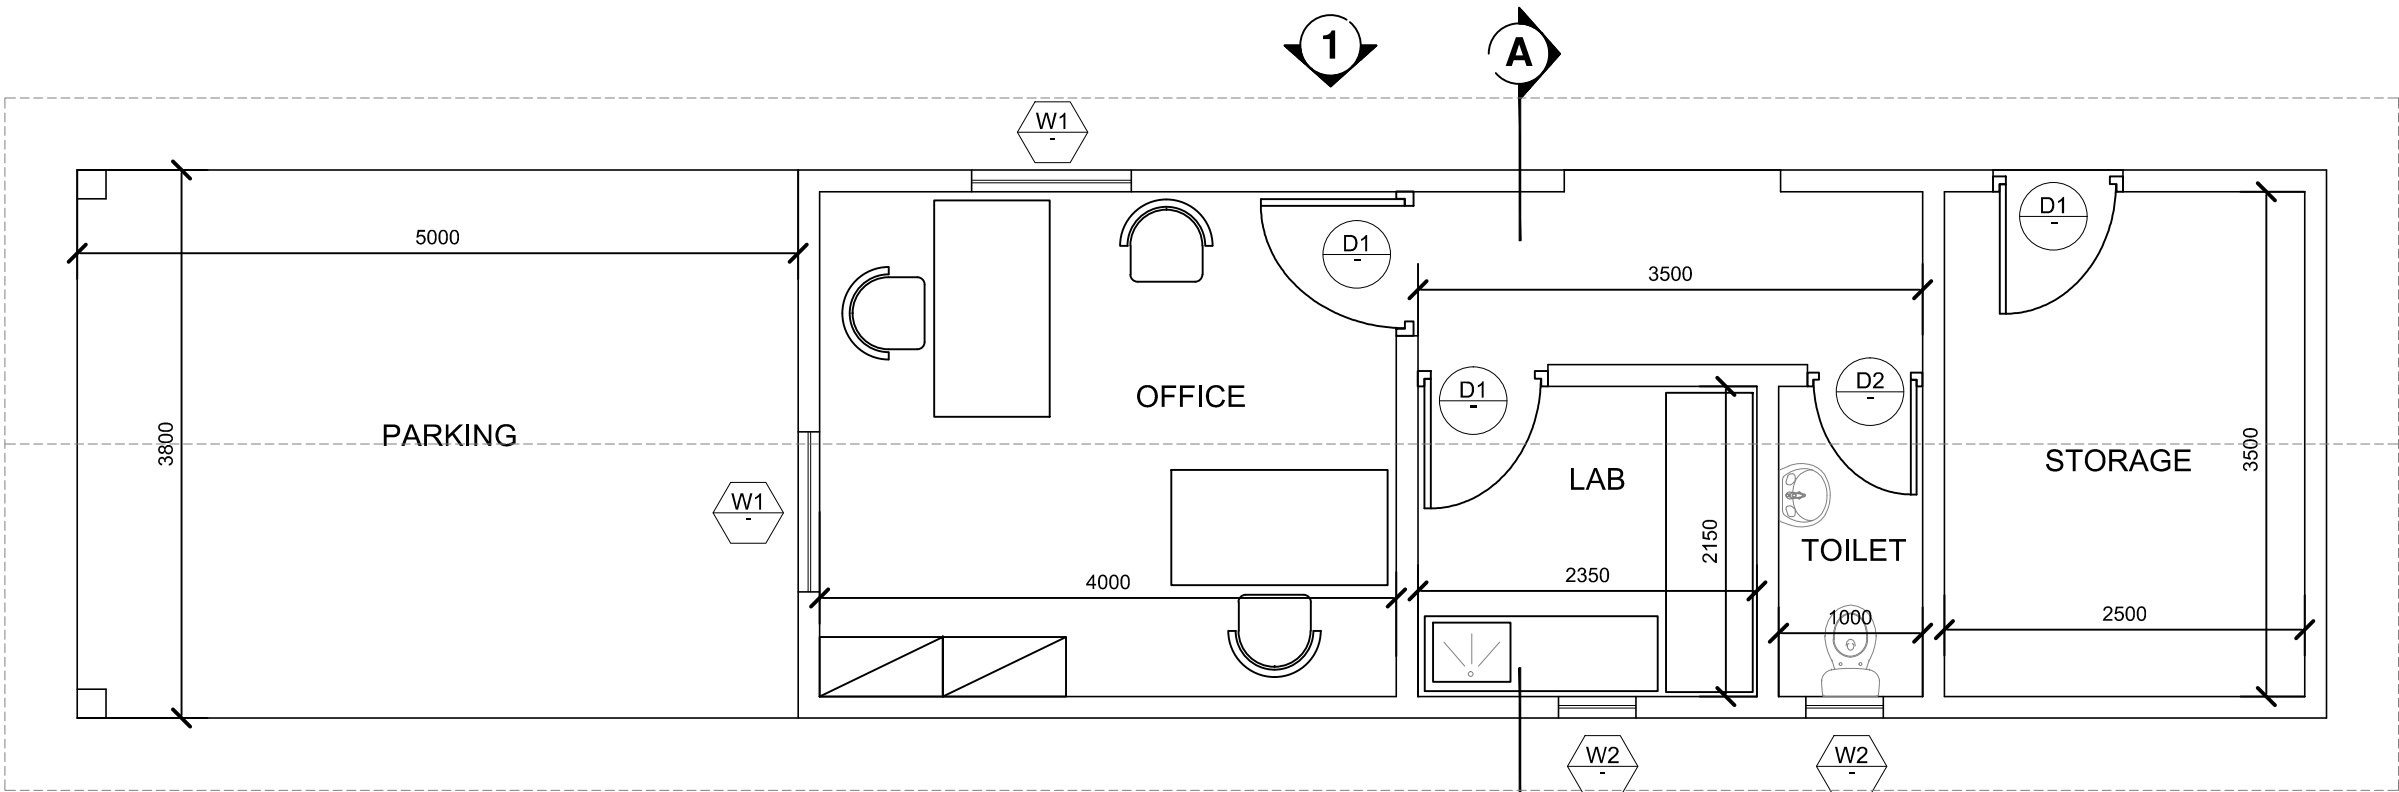 1
A
W1
-
5000
D1
-
D1
-
3500
PARKING
3800
OFFICE
D1
-
D2
-
LAB
STORAGE
3500
W1
-
2150
TOILET
4000
2350
1000
2500
W2
-
W2
-